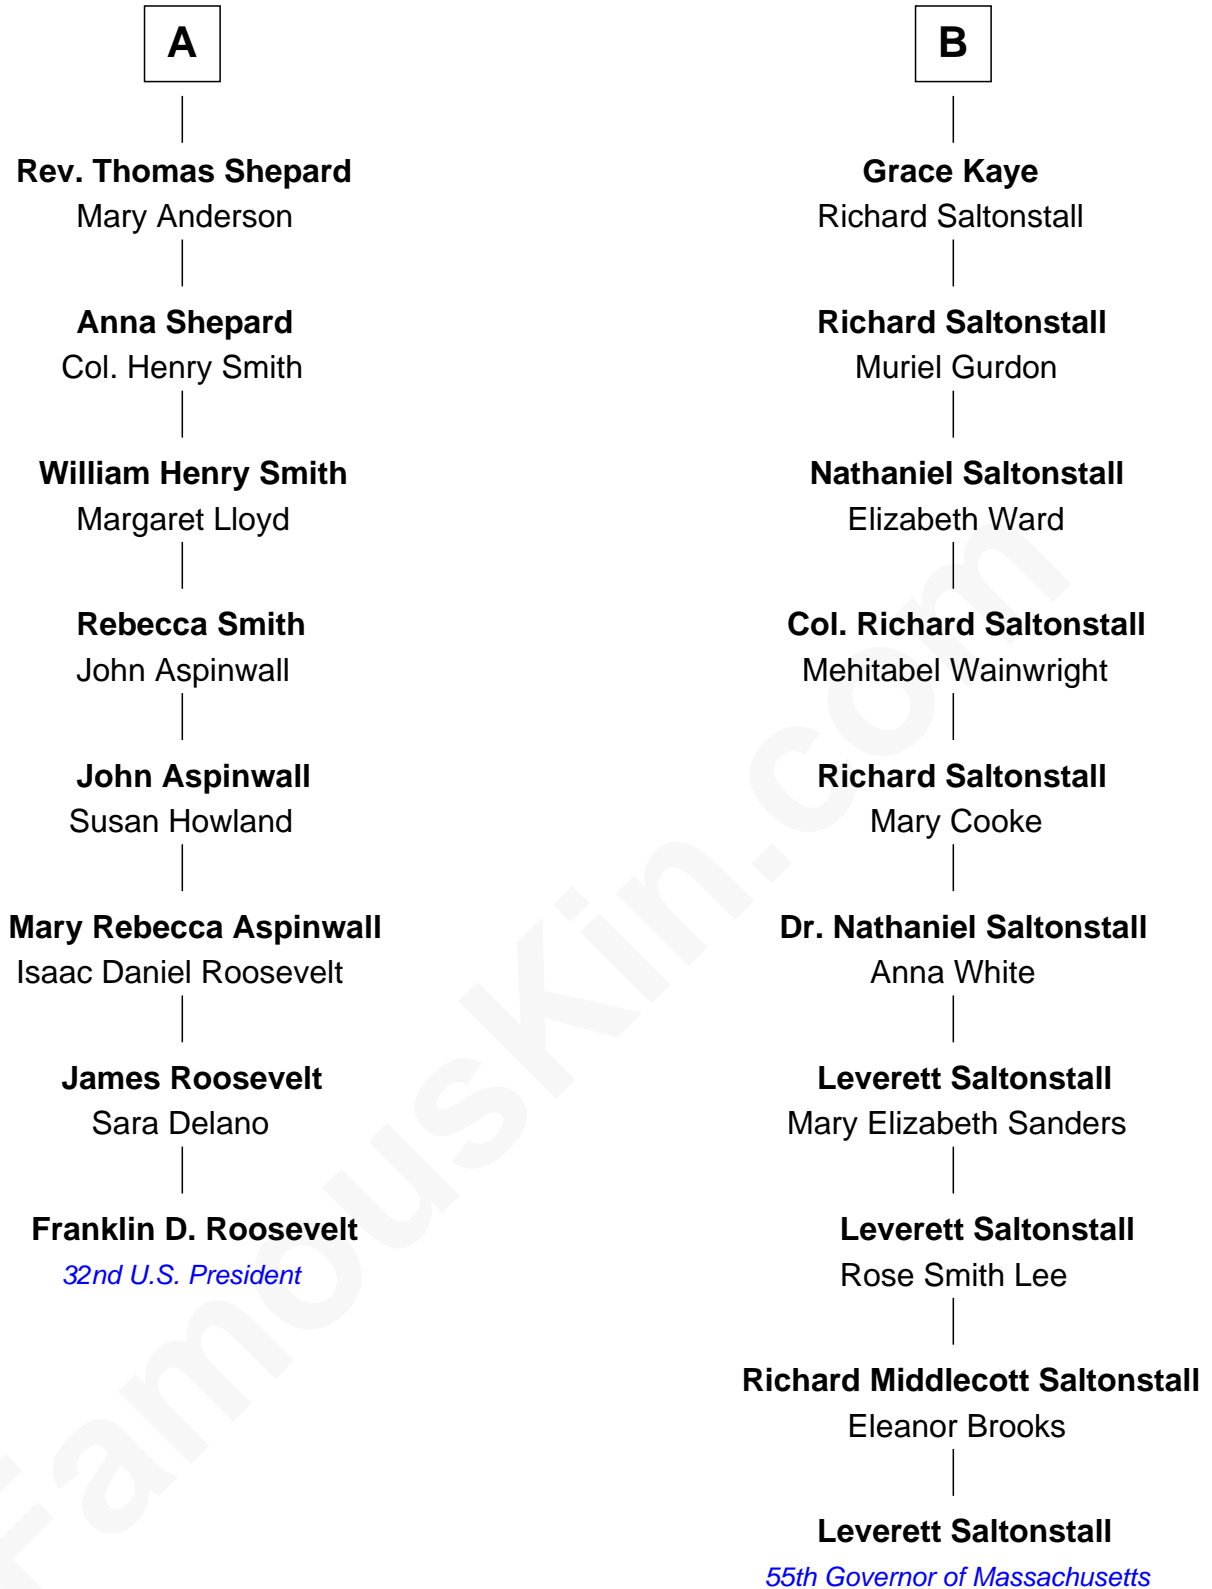 A
Rev. Thomas Shepard
Mary Anderson
Anna Shepard
Col. Henry Smith
William Henry Smith
Margaret Lloyd
Rebecca Smith
John Aspinwall
John Aspinwall
Susan Howland
Mary Rebecca Aspinwall
Isaac Daniel Roosevelt
James Roosevelt
Sara Delano
Franklin D. Roosevelt
32nd U.S. President
B
Grace Kaye
Richard Saltonstall
Richard Saltonstall
Muriel Gurdon
Nathaniel Saltonstall
Elizabeth Ward
Col. Richard Saltonstall
Mehitabel Wainwright
Richard Saltonstall
Mary Cooke
Dr. Nathaniel Saltonstall
Anna White
Leverett Saltonstall
Mary Elizabeth Sanders
Leverett Saltonstall
Rose Smith Lee
Richard Middlecott Saltonstall
Eleanor Brooks
Leverett Saltonstall
55th Governor of Massachusetts
FamousKin.com